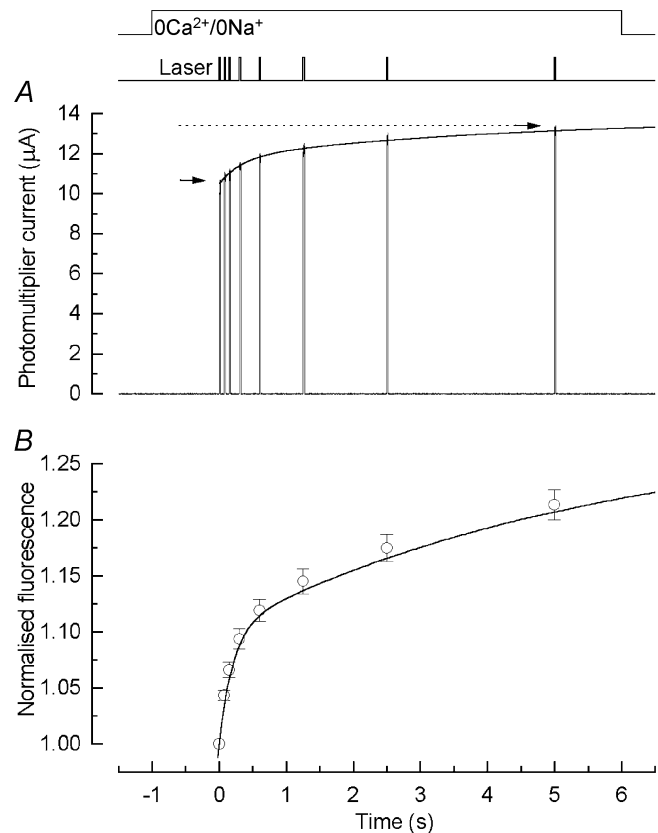 0Ca²⁺/0Na⁺
Laser
A
Photomultiplier current (µA)
14
12
10
8
6
4
2
0
B
Normalised fluorescence
1.25
1.20
1.15
1.10
1.05
1.00
-1 0 1 2 3 4 5 6
Time (s)